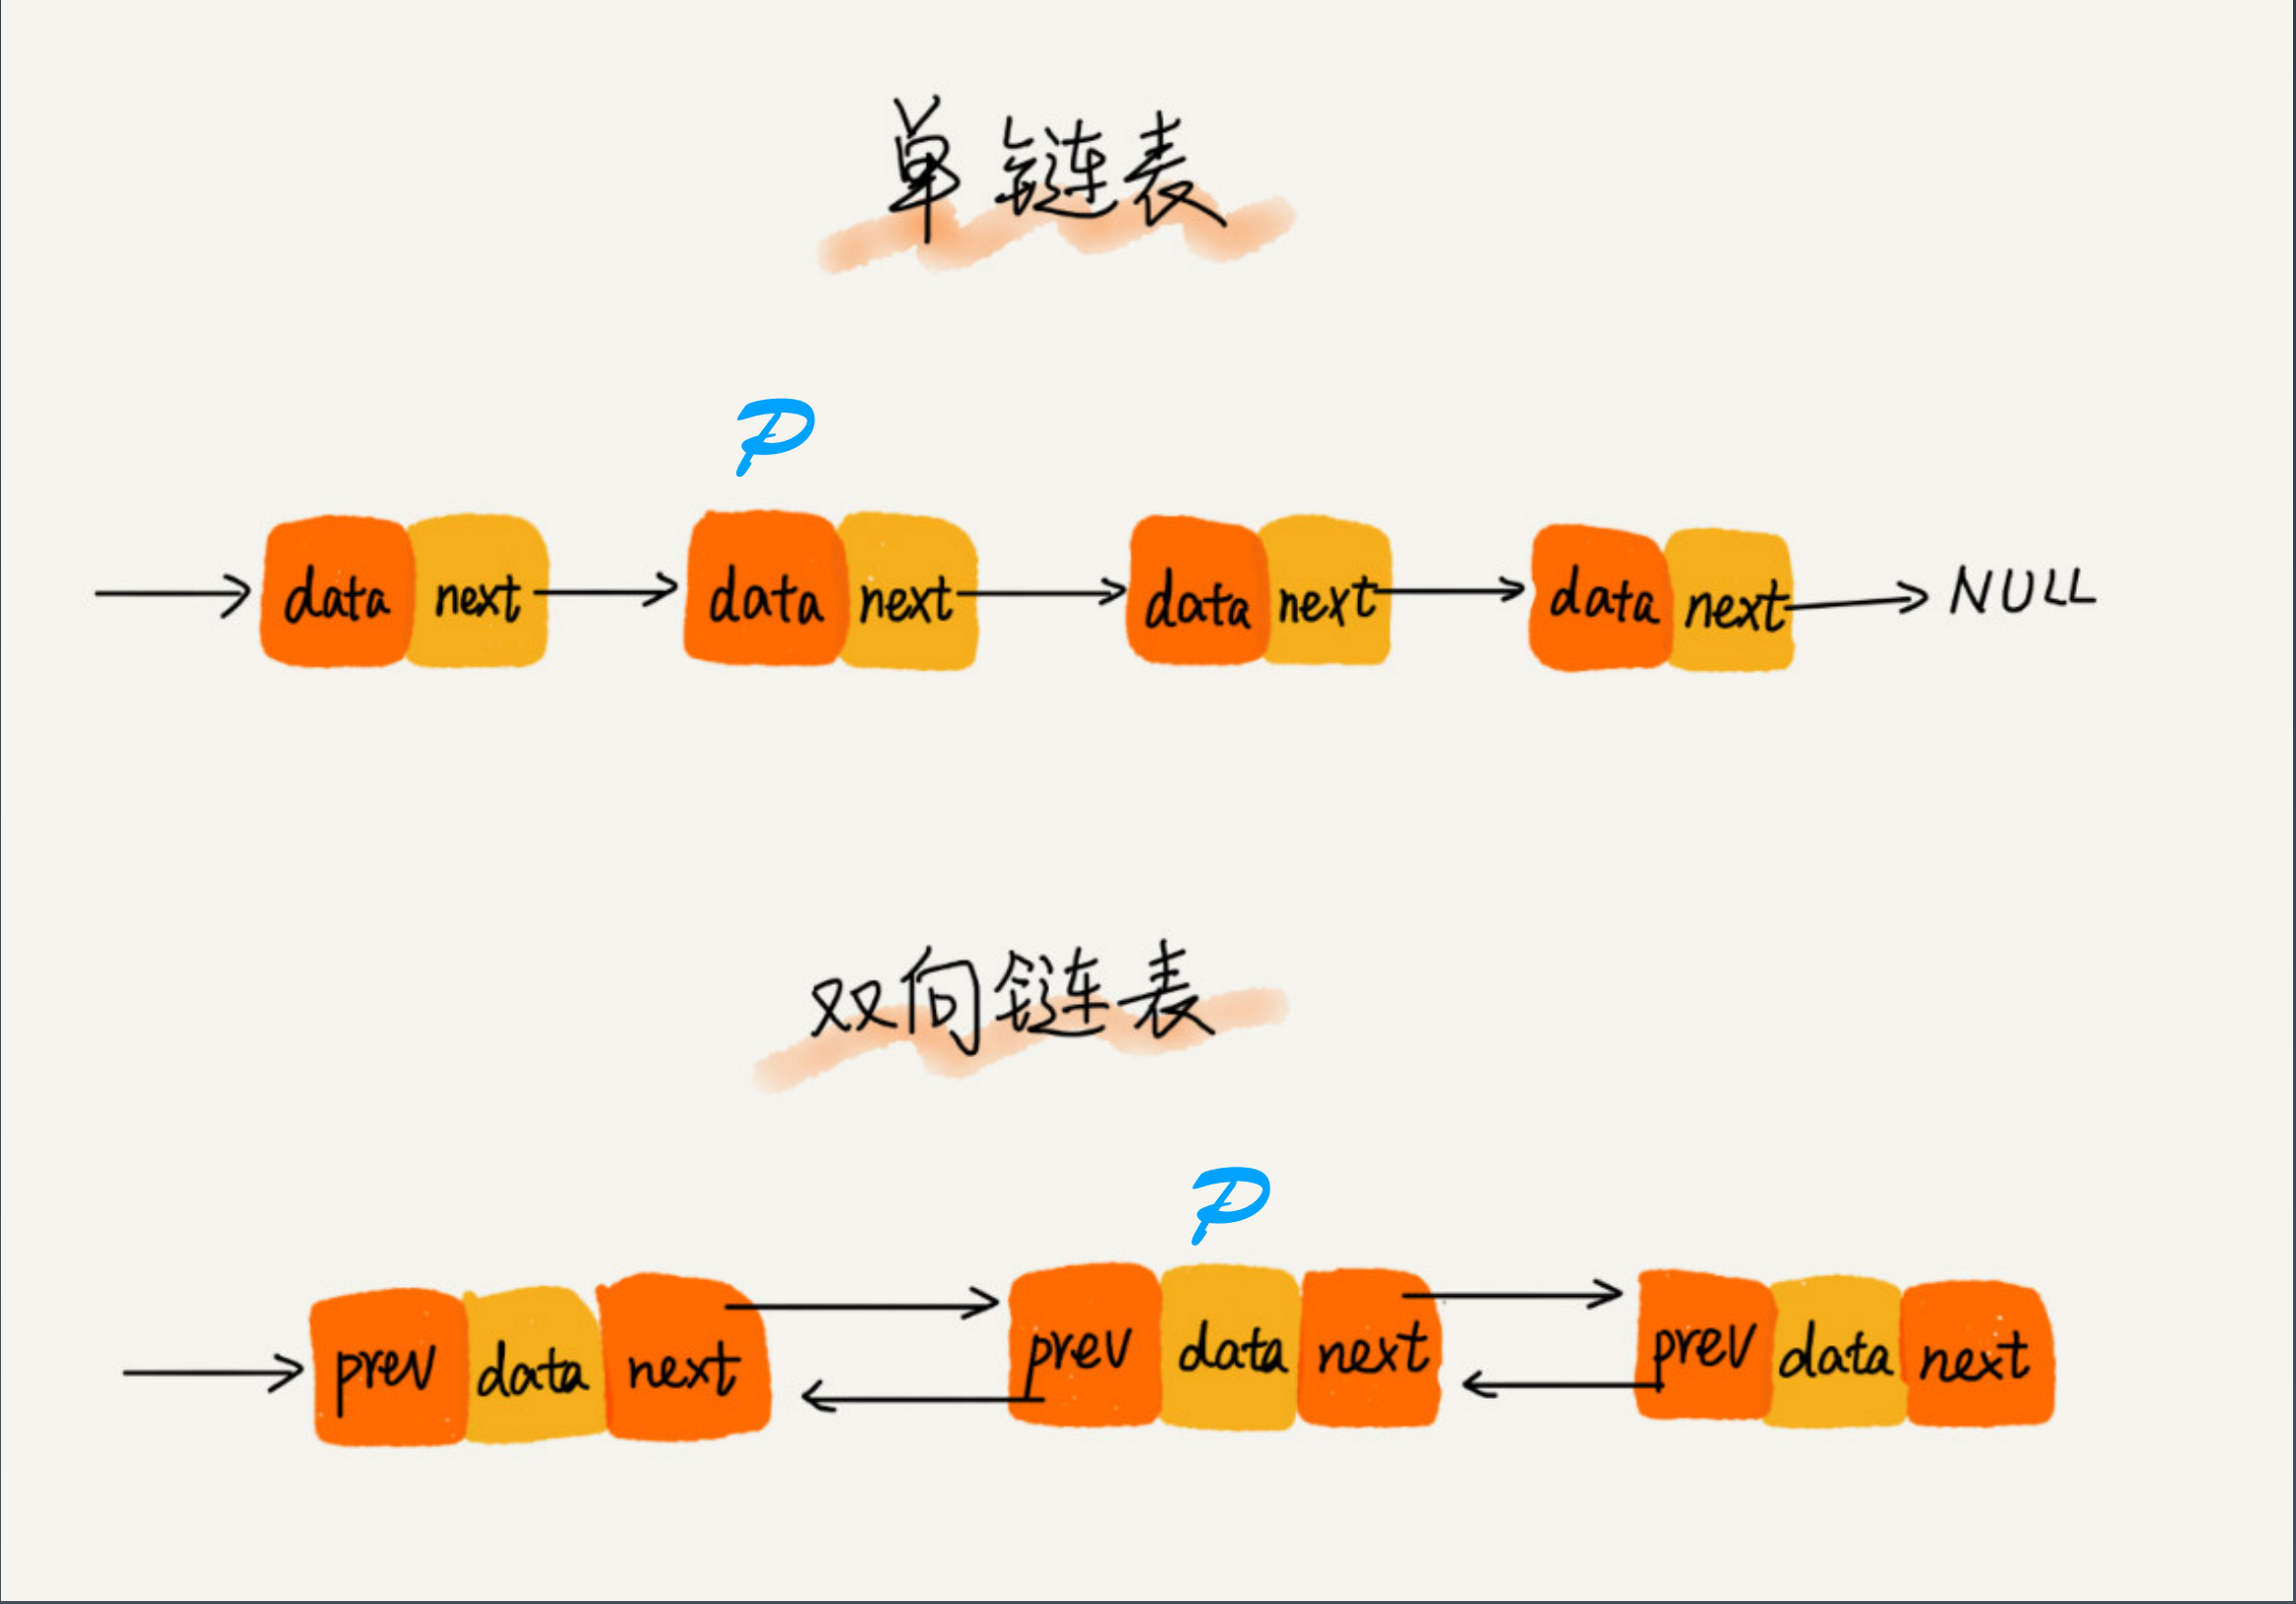 单链表
P
data next data next data next data next NULL
双向链表
P
prev data next prev data next prev data next